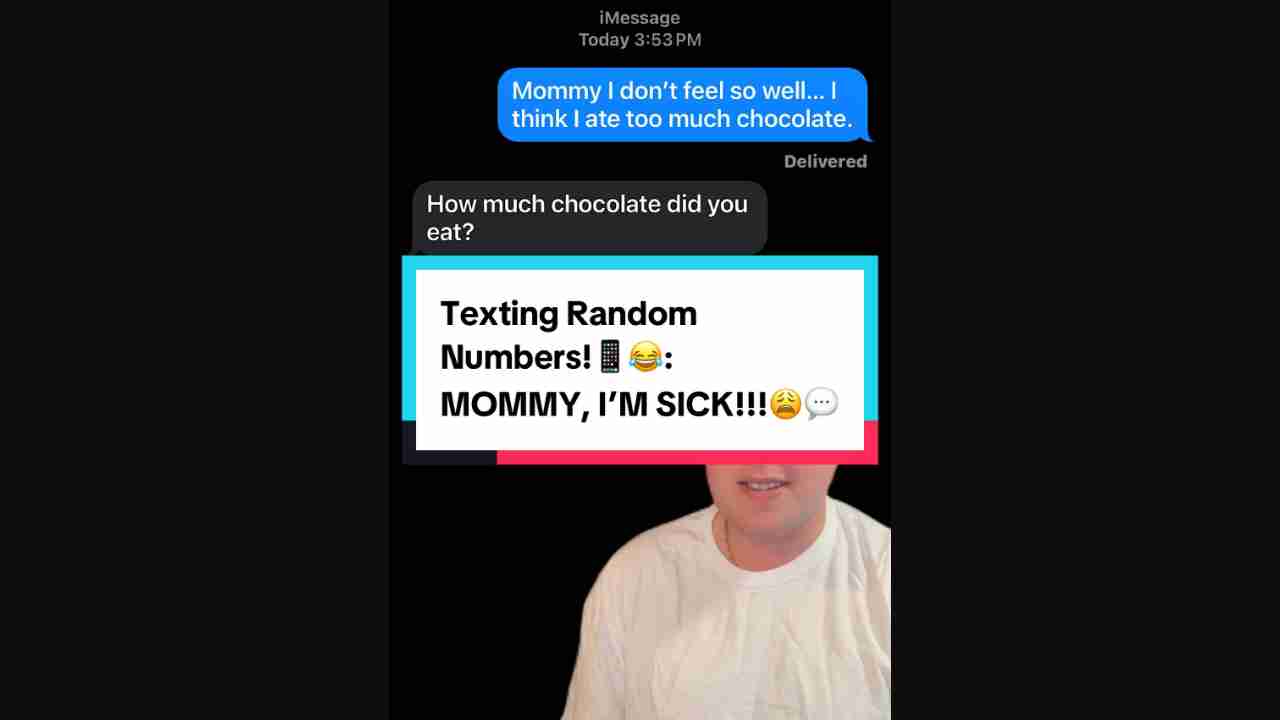 iMessage
Today 3:53 PM
Mommy I don’t feel so well... I
think I ate too much chocolate.
Delivered
How much chocolate did you
eat?
Texting Random
Numbers!📱😂:
MOMMY, I’M SICK!!!😩💬